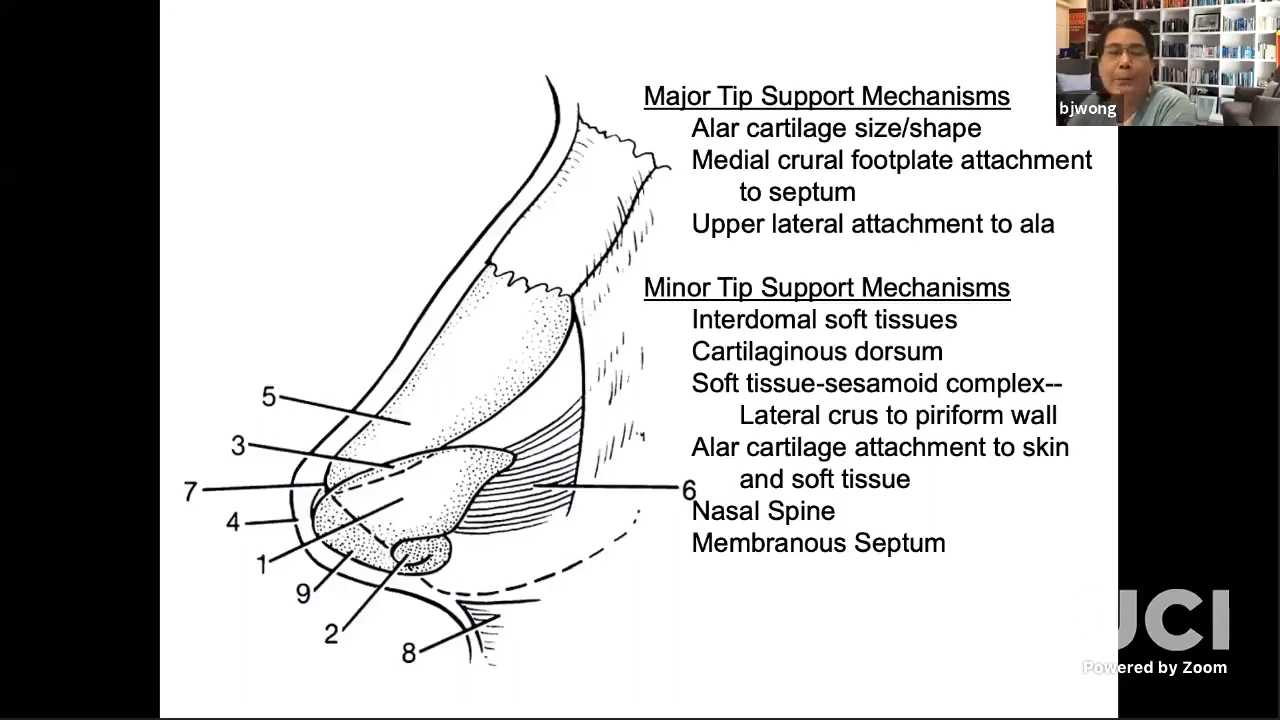 Major Tip Support Mechanisms
Alar cartilage size/shape
Medial crural footplate attachment
to septum
Upper lateral attachment to ala
Minor Tip Support Mechanisms
Interdomal soft tissues
Cartilaginous dorsum
Soft tissue-sesamoid complex--
Lateral crus to piriform wall
Alar cartilage attachment to skin
and soft tissue
Nasal Spine
Membranous Septum
5
3
7
4
1
9
2
8
6
bjwong
UCI
Powered by Zoom